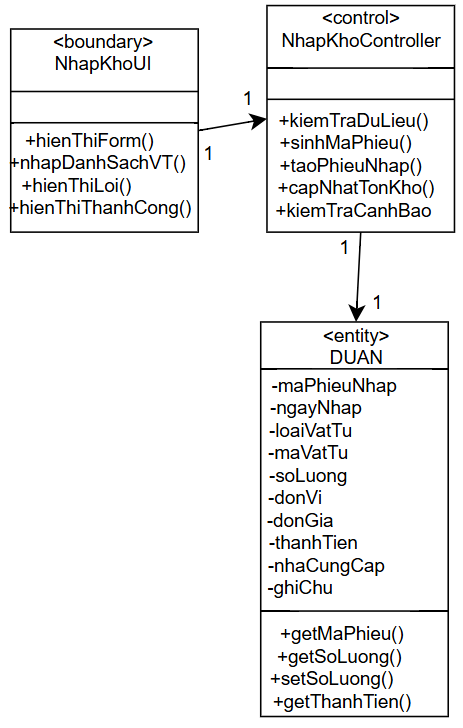 <boundary>
NhapKhoUI
+hienThiForm()
+nhapDanhSachVT()
+hienThiLoi()
+hienThiThanhCong()
1
1
<control>
NhapKhoController
+kiemTraDuLieu()
+sinhMaPhieu()
+taoPhieuNhap()
+capNhatTonKho()
+kiemTraCanhBao
1
1
<entity>
DUAN
-maPhieuNhap
-ngayNhap
-loaiVatTu
-maVatTu
-soLuong
-donVi
-donGia
-thanhTien
-nhaCungCap
-ghiChu
+getMaPhieu()
+getSoLuong()
+setSoLuong()
+getThanhTien()